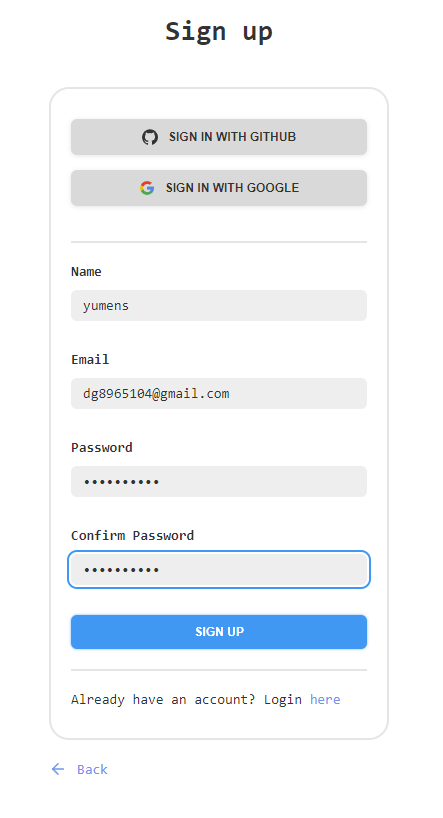 Sign up
SIGN IN WITH GITHUB
SIGN IN WITH GOOGLE
Name
yumens
Email
dg8965104@gmail.com
Password
••••••••••
Confirm Password
••••••••••
SIGN UP
Already have an account? Login here
← Back